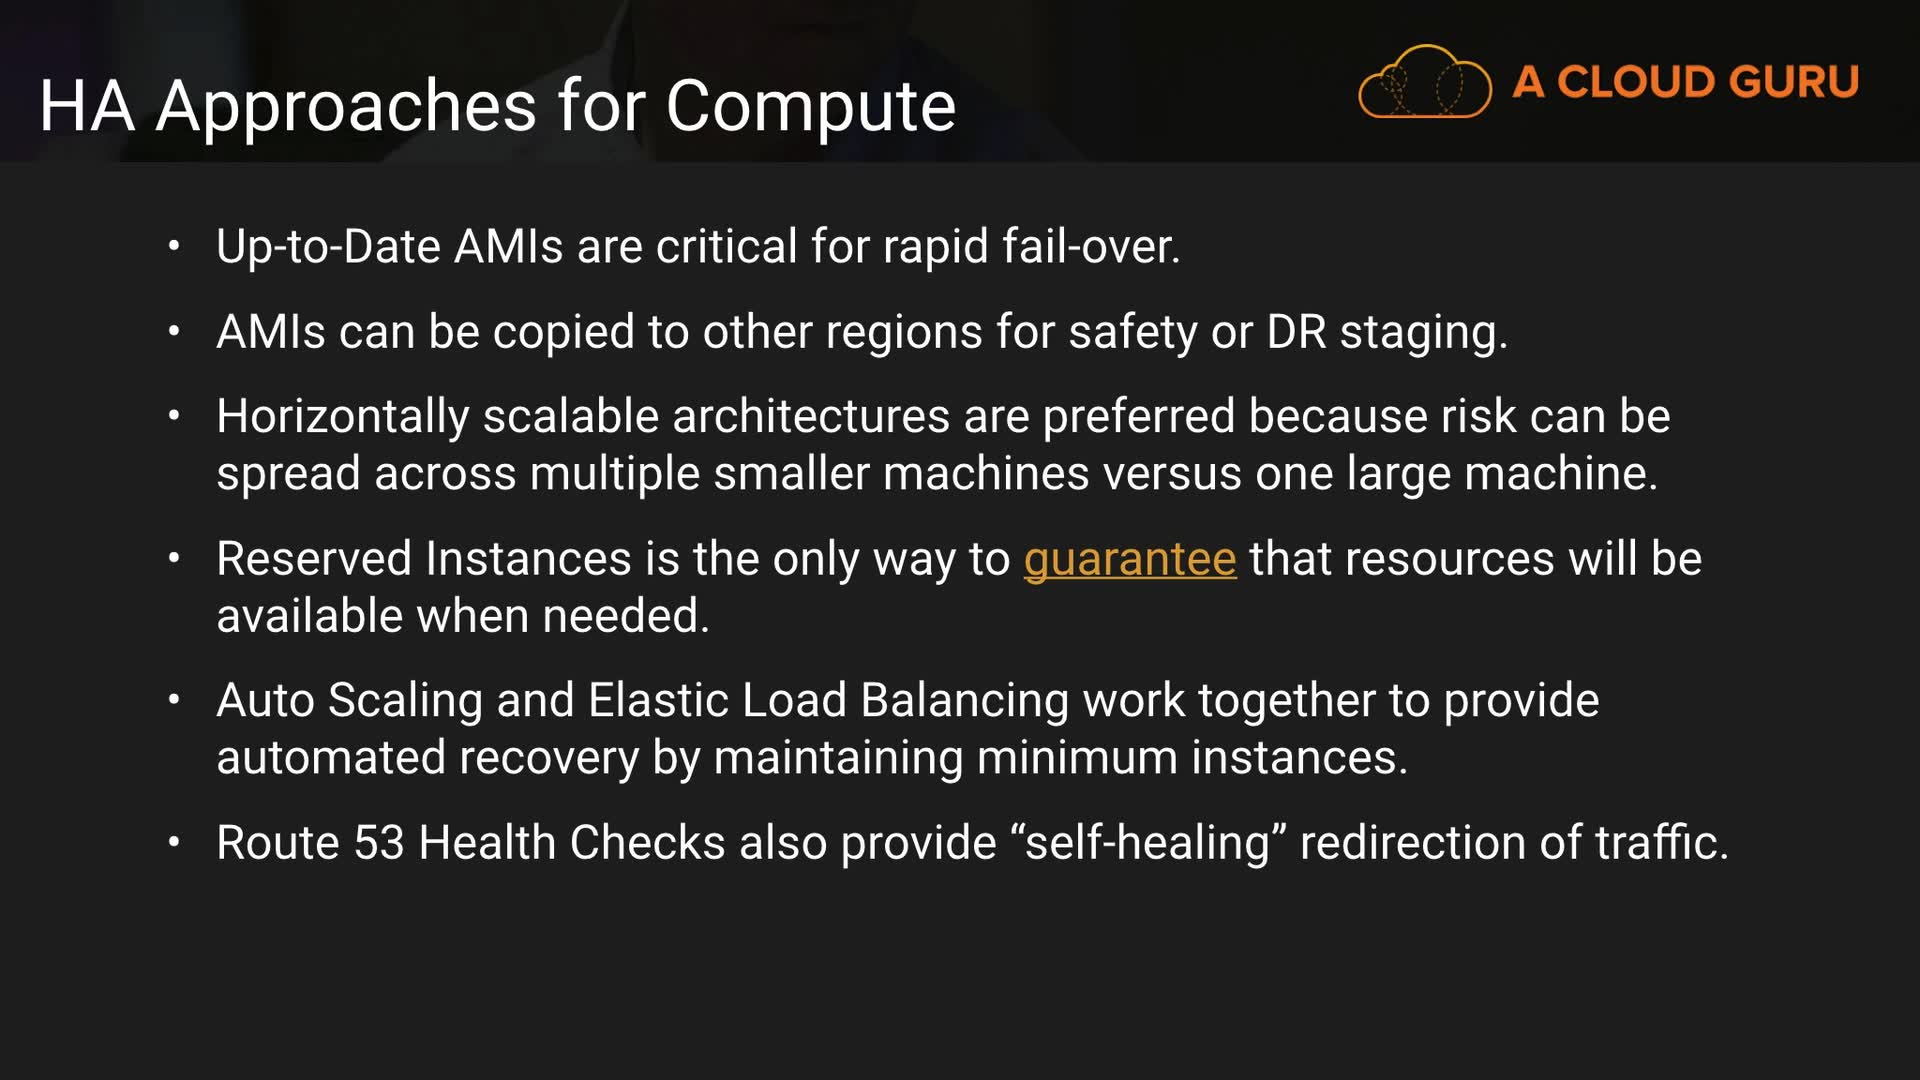 HA Approaches for Compute
A CLOUD GURU
• Up-to-Date AMIs are critical for rapid fail-over.
• AMIs can be copied to other regions for safety or DR staging.
• Horizontally scalable architectures are preferred because risk can be
spread across multiple smaller machines versus one large machine.
• Reserved Instances is the only way to guarantee that resources will be
available when needed.
• Auto Scaling and Elastic Load Balancing work together to provide
automated recovery by maintaining minimum instances.
• Route 53 Health Checks also provide “self-healing” redirection of traffic.